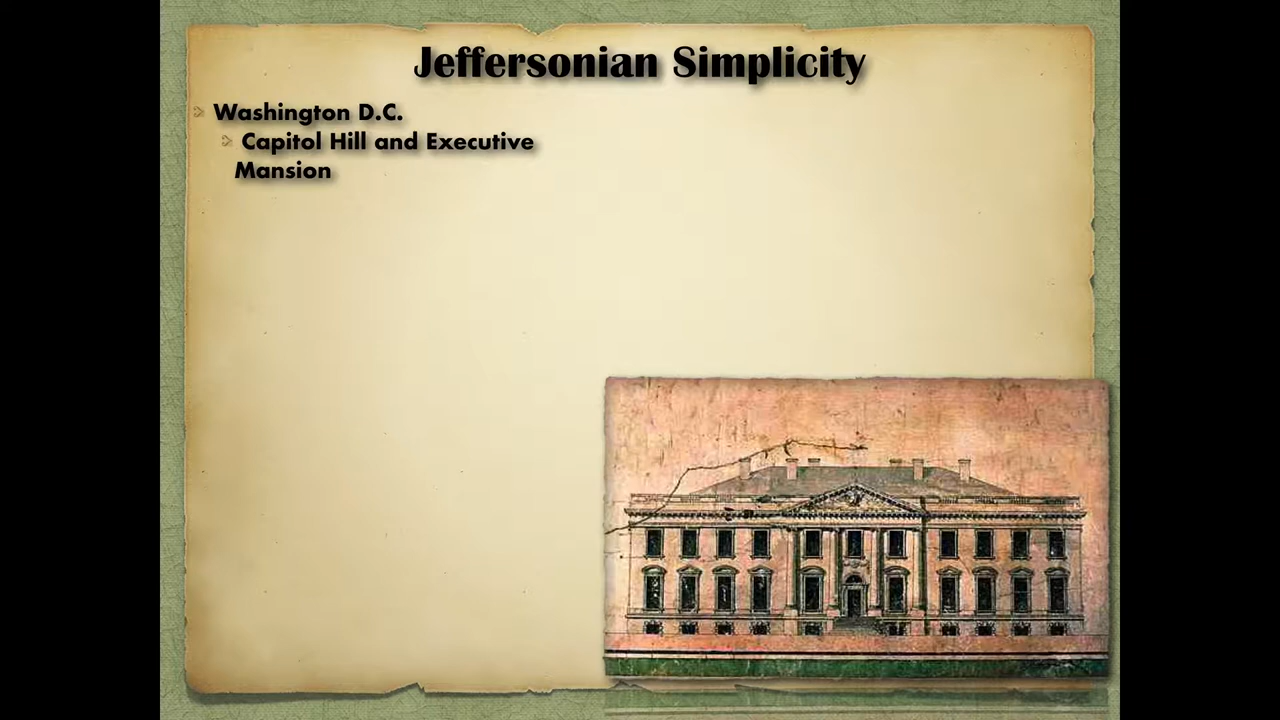 Jeffersonian Simplicity
Washington D.C.
Capitol Hill and Executive
Mansion